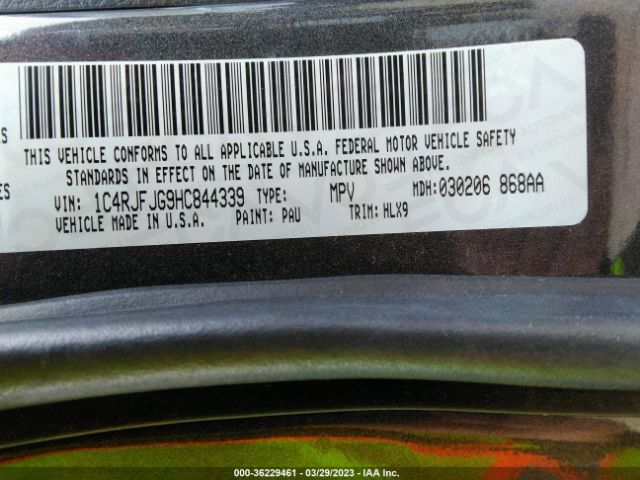 THIS VEHICLE CONFORMS TO ALL APPLICABLE U.S.A. FEDERAL MOTOR VEHICLE SAFETY
STANDARDS IN EFFECT ON THE DATE OF MANUFACTURE SHOWN ABOVE.
VIN: 1C4RJFJG9HC844339 TYPE: MPV MDH:030206 868AA
VEHICLE MADE IN U.S.A. PAINT: PAU TRIM: HLX9
000-36229461 - 03/29/2023 - IAA Inc.